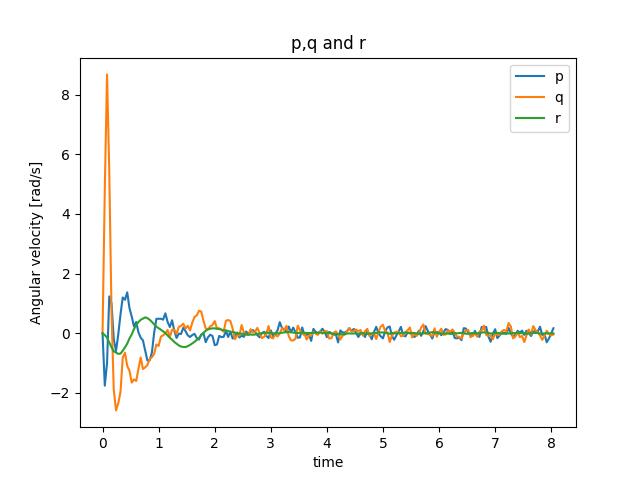 p,q and r
p
q
r
Angular velocity [rad/s]
8
6
4
2
0
−2
0 1 2 3 4 5 6 7 8
time